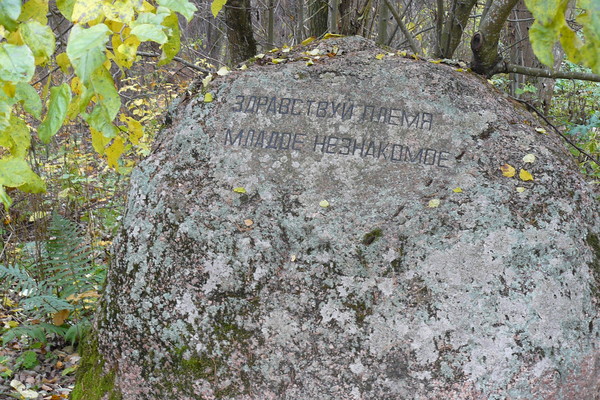 ЗДРАВСТВУЙ ПЛЕМЯ
МЛАДОЕ НЕЗНАКОМОЕ